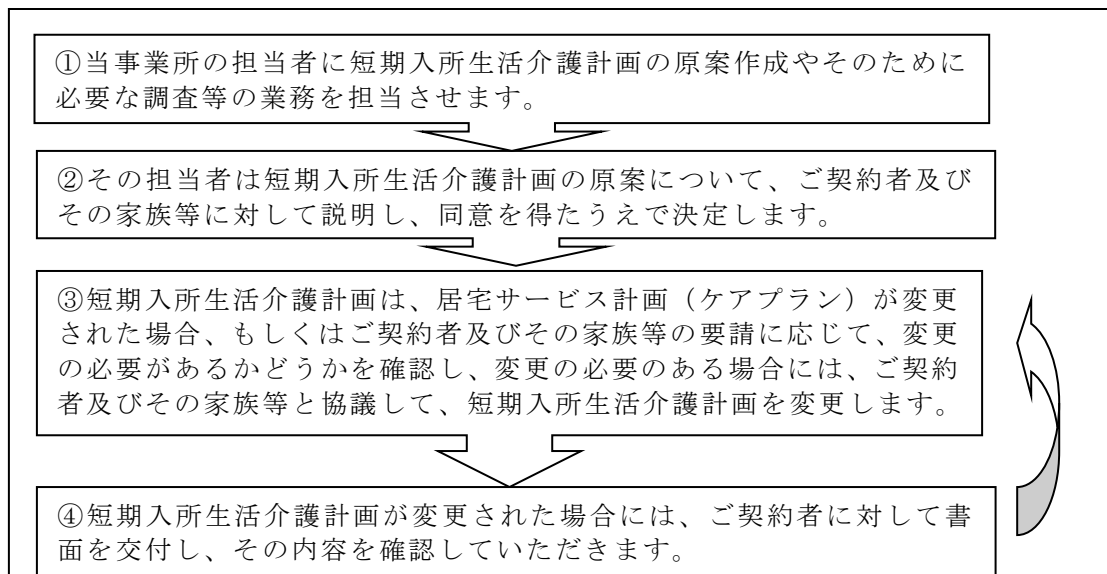 ①当事業所の担当者に短期入所生活介護計画の原案作成やそのために
必要な調査等の業務を担当させます。
②その担当者は短期入所生活介護計画の原案について、ご契約者及び
その家族等に対して説明し、同意を得たうえで決定します。
③短期入所生活介護計画は、居宅サービス計画（ケアプラン）が変更
された場合、もしくはご契約者及びその家族等の要請に応じて、変更
の必要があるかどうかを確認し、変更の必要のある場合には、ご契約
者及びその家族等と協議して、短期入所生活介護計画を変更します。
④短期入所生活介護計画が変更された場合には、ご契約者に対して書
面を交付し、その内容を確認していただきます。